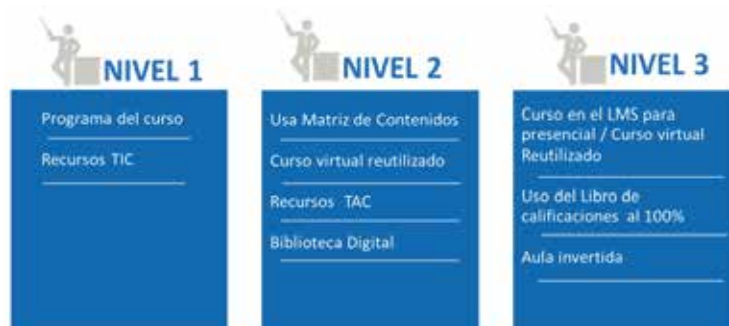 NIVEL 1
Programa del curso
Recursos TIC
NIVEL 2
Usa Matriz de Contenidos
Curso virtual reutilizado
Recursos TAC
Biblioteca Digital
NIVEL 3
Curso en el LMS para
presencial / Curso virtual
Reutilizado
Uso del Libro de
calificaciones al 100%
Aula invertida